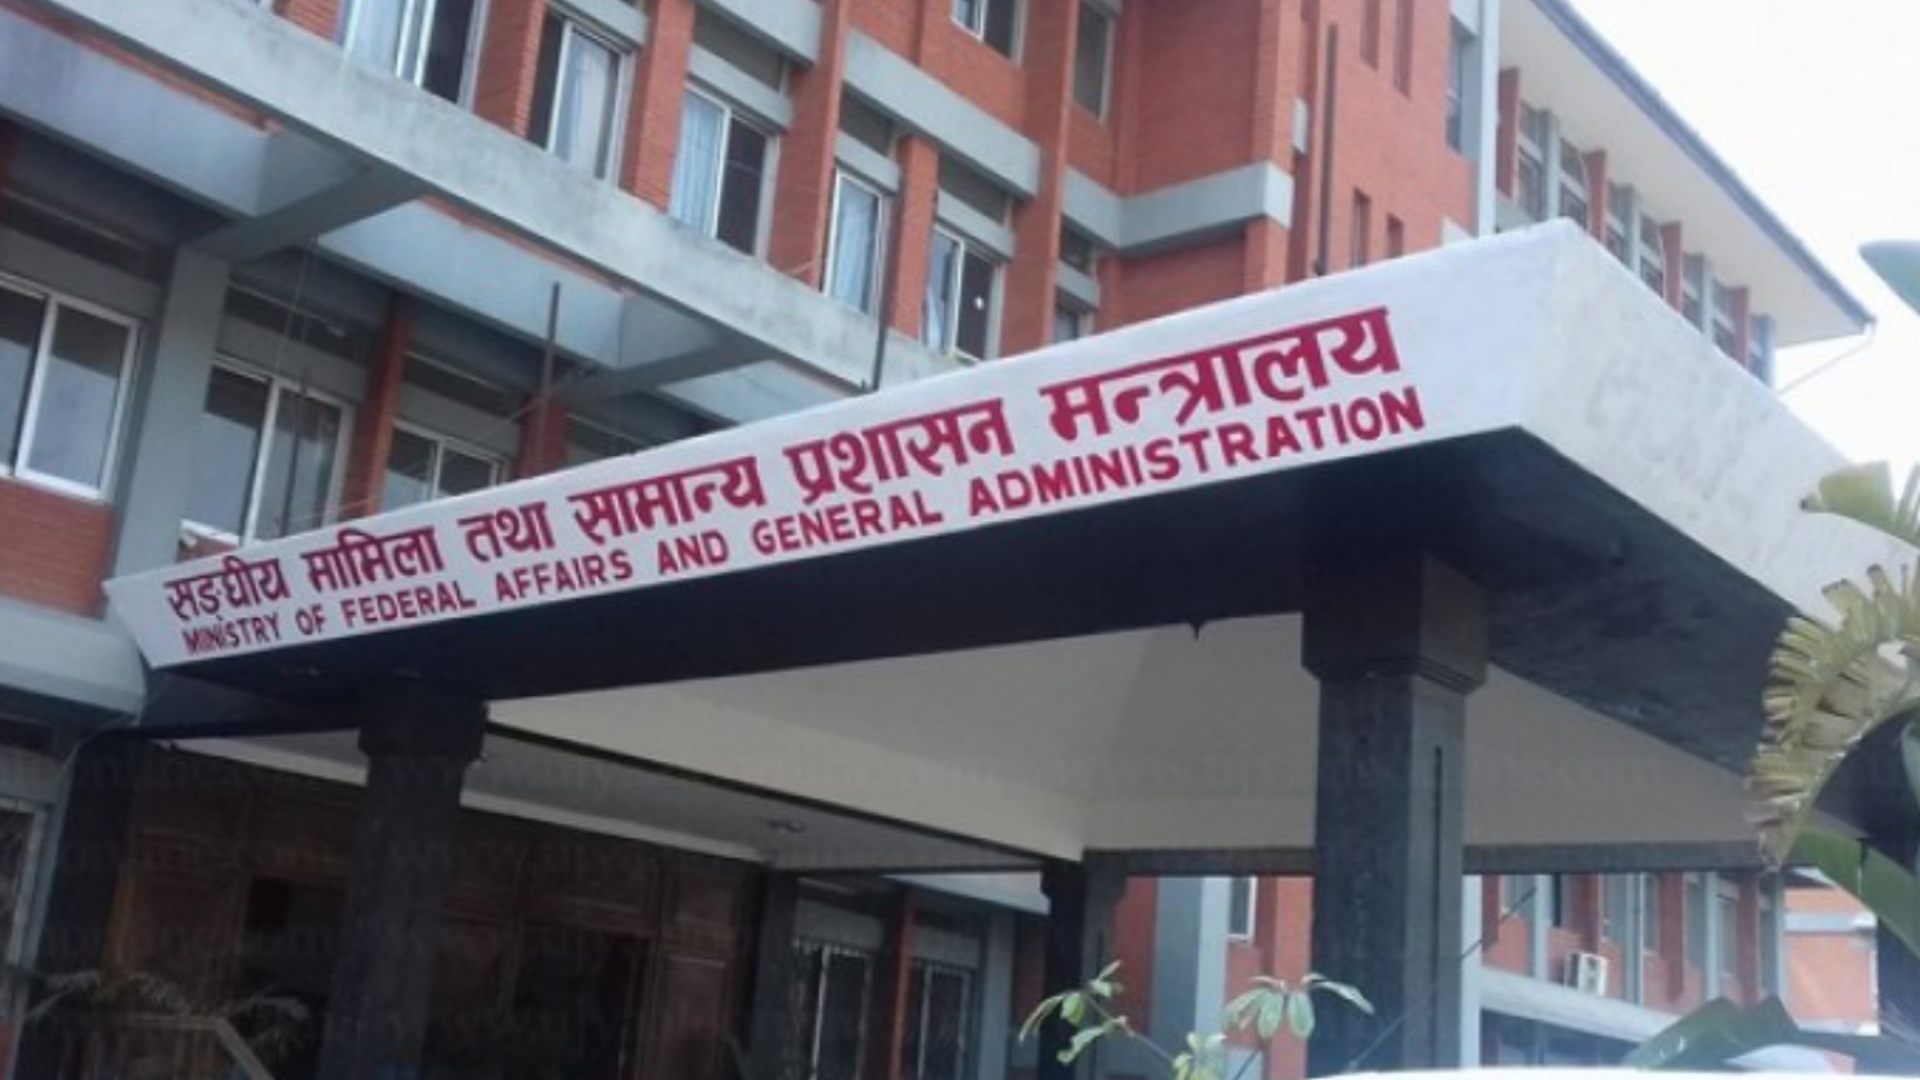 सङ्घीय मामिला तथा सामान्य प्रशासन मन्त्रालय
MINISTRY OF FEDERAL AFFAIRS AND GENERAL ADMINISTRATION